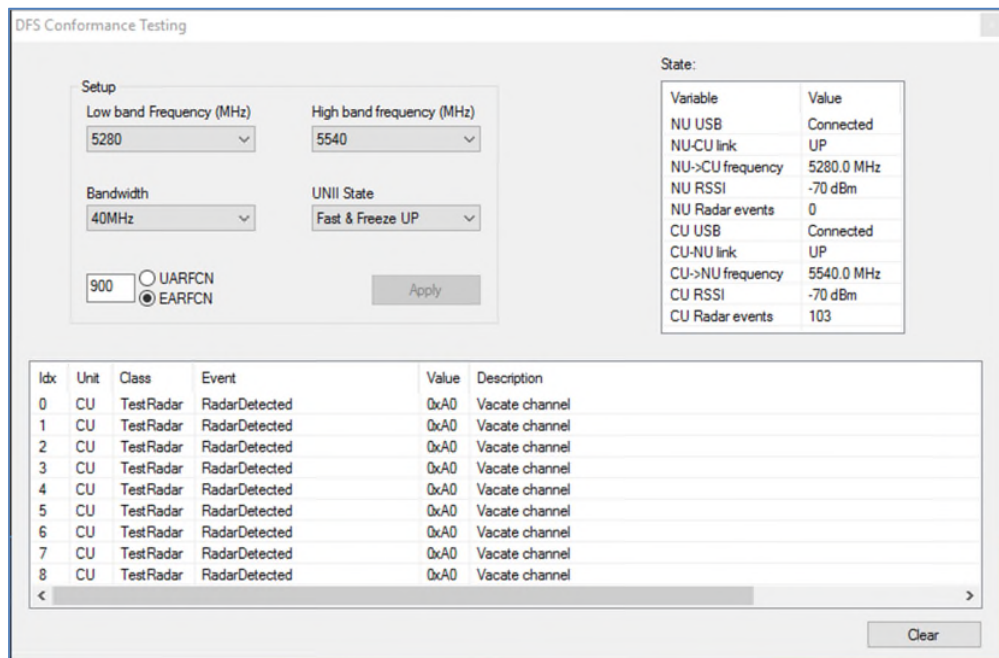 DFS Conformance Testing
Setup
Low band Frequency (MHz) High band frequency (MHz)
5280 5540
Bandwidth UNII State
40MHz Fast & Freeze UP
900 UARFCN
EARFCN
Apply
State:
Variable Value
NU USB Connected
NU-CU link UP
NU->CU frequency 5280.0 MHz
NU RSSI -70 dBm
NU Radar events 0
CU USB Connected
CU-NU link UP
CU->NU frequency 5540.0 MHz
CU RSSI -70 dBm
CU Radar events 103
Idx Unit Class Event Value Description
0 CU TestRadar RadarDetected 0xA0 Vacate channel
1 CU TestRadar RadarDetected 0xA0 Vacate channel
2 CU TestRadar RadarDetected 0xA0 Vacate channel
3 CU TestRadar RadarDetected 0xA0 Vacate channel
4 CU TestRadar RadarDetected 0xA0 Vacate channel
5 CU TestRadar RadarDetected 0xA0 Vacate channel
6 CU TestRadar RadarDetected 0xA0 Vacate channel
7 CU TestRadar RadarDetected 0xA0 Vacate channel
8 CU TestRadar RadarDetected 0xA0 Vacate channel
Clear